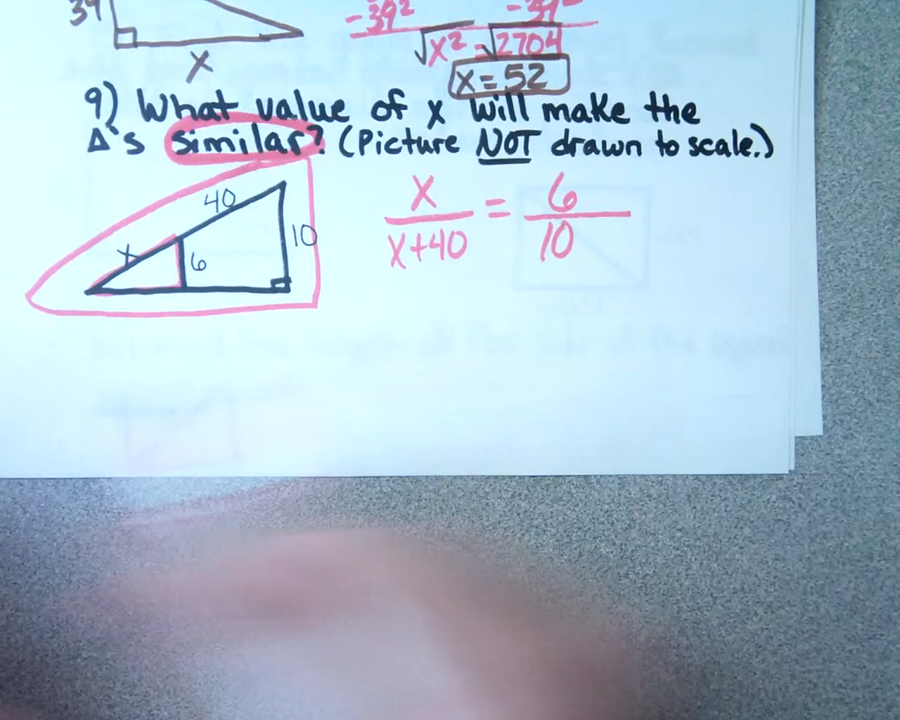 39
X
-39² -39²
√x² √2704
x = 52
9) What value of x will make the
Δ's similar? (Picture NOT drawn to scale.)
40
x
6
10
x/x+40 = 6/10